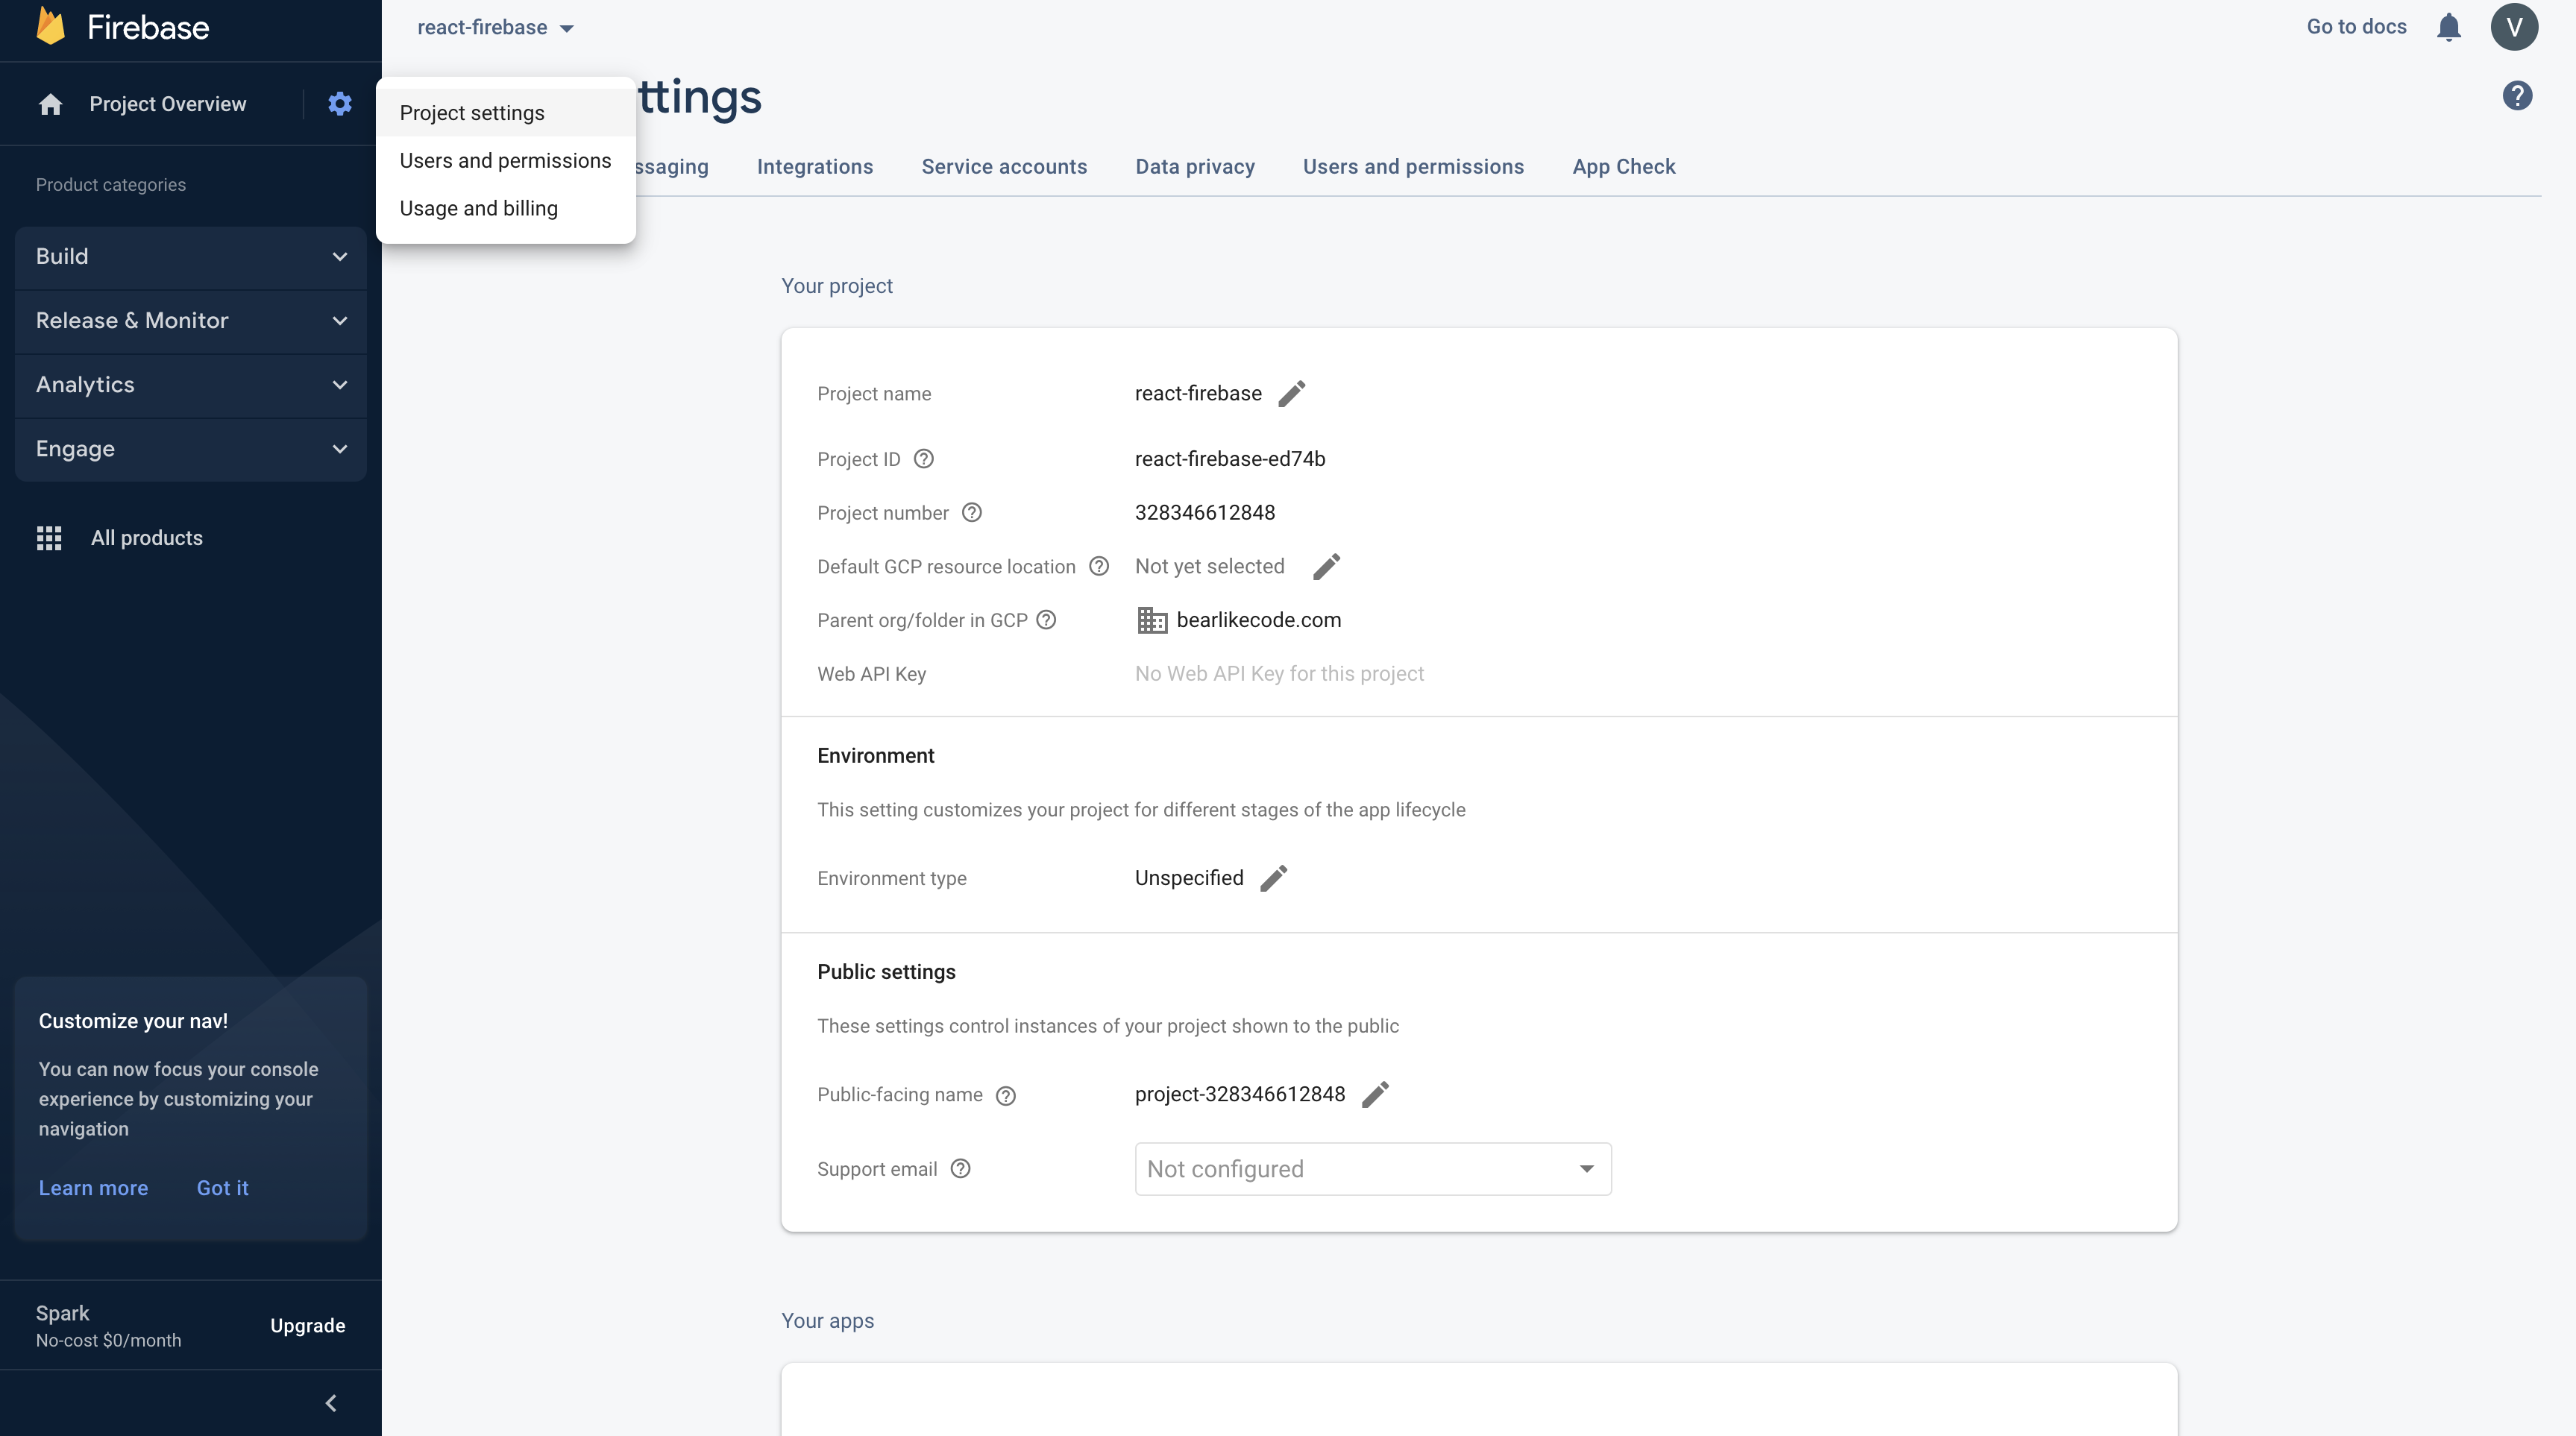 Firebase
react-firebase
Go to docs
V
Project Overview
Project settings
Users and permissions
Usage and billing
ttings
?
ssaging
Integrations
Service accounts
Data privacy
Users and permissions
App Check
Product categories
Build
Release & Monitor
Analytics
Engage
All products
Customize your nav!
You can now focus your console
experience by customizing your
navigation
Learn more
Got it
Spark
No-cost $0/month
Upgrade
Your project
Project name
react-firebase
Project ID
react-firebase-ed74b
Project number
328346612848
Default GCP resource location
Not yet selected
Parent org/folder in GCP
bearlikecode.com
Web API Key
No Web API Key for this project
Environment
This setting customizes your project for different stages of the app lifecycle
Environment type
Unspecified
Public settings
These settings control instances of your project shown to the public
Public-facing name
project-328346612848
Support email
Not configured
Your apps